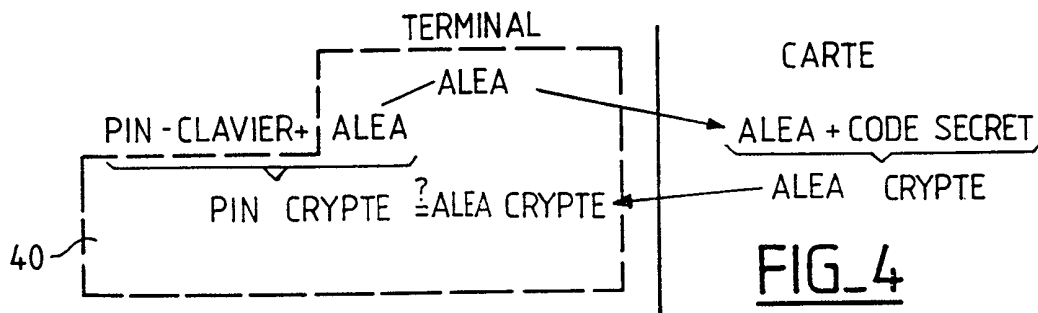 TERMINAL
CARTE
ALEA
PIN-CLAVIER+ ALEA
ALEA + CODE SECRET
PIN CRYPTE ?= ALEA CRYPTE
ALEA CRYPTE
40
FIG_4